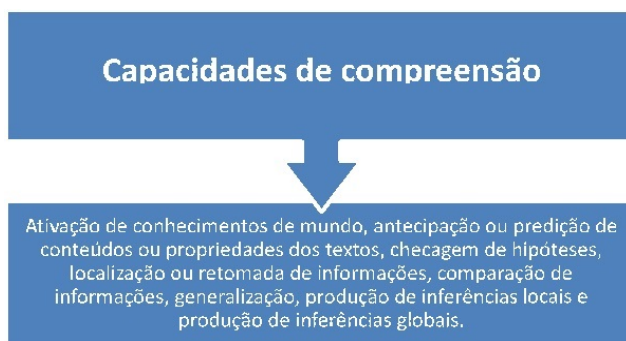 Capacidades de compreensão
Ativação de conhecimentos de mundo, antecipação ou predição de
conteúdos ou propriedades dos textos, checagem de hipóteses,
localização ou retomada de informações, comparação de
informações, generalização, produção de inferências locais e
produção de inferências globais.